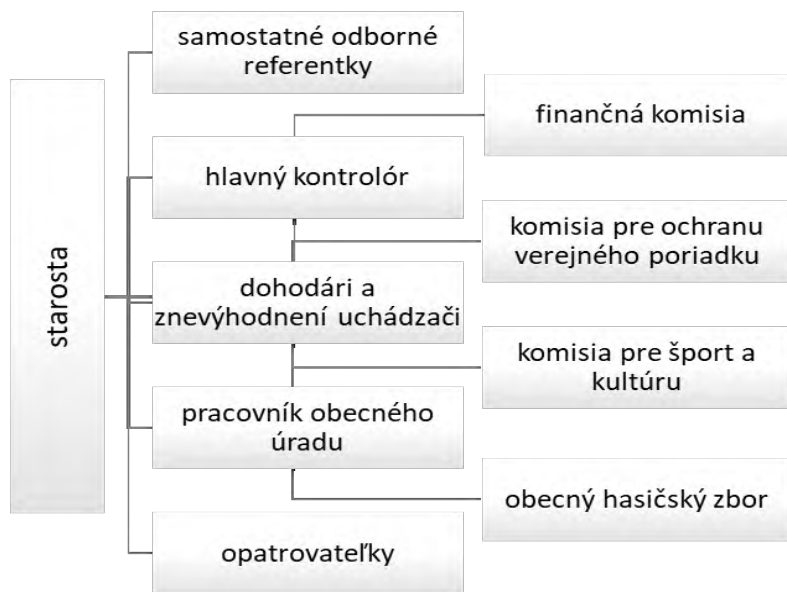 starosta
samostatné odborné
referentky
hlavný kontrolór
dohodári a
znevýhodnení uchádzači
pracovník obecného
úradu
opatrovateľky
finančná komisia
komisia pre ochranu
verejného poriadku
komisia pre šport a
kultúru
obecný hasičský zbor